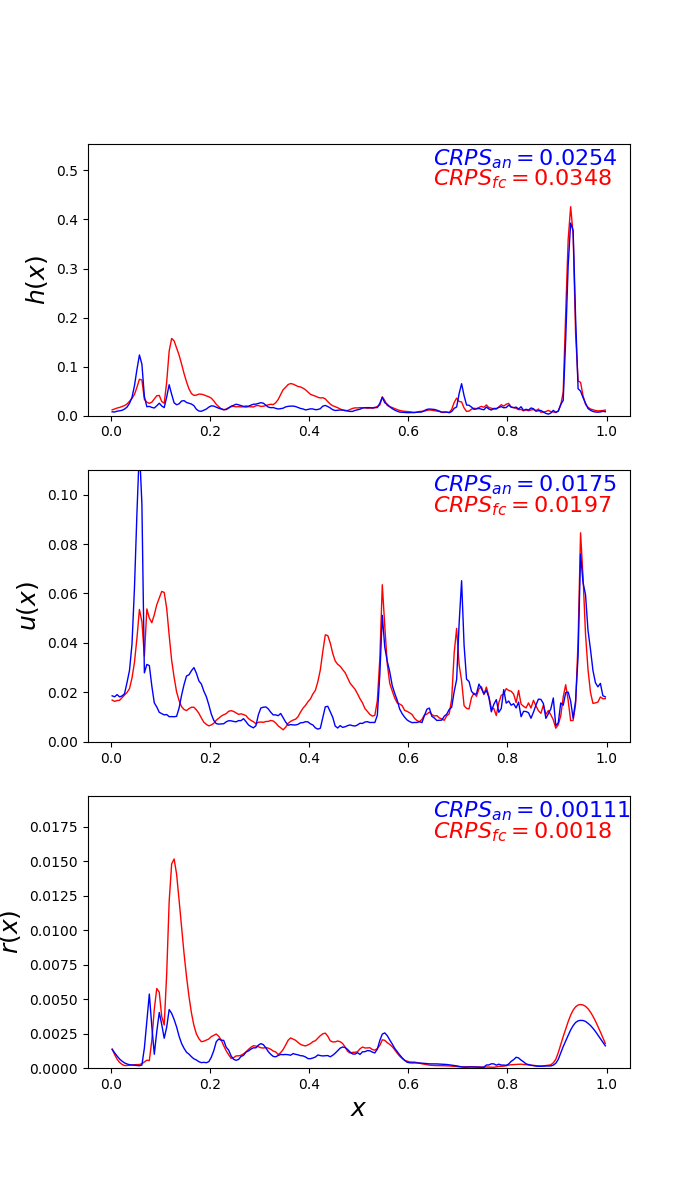 CRPS_an = 0.0254
CRPS_fc = 0.0348
h(x)
0.5
0.4
0.3
0.2
0.1
0.0
0.0 0.2 0.4 0.6 0.8 1.0
CRPS_an = 0.0175
CRPS_fc = 0.0197
u(x)
0.10
0.08
0.06
0.04
0.02
0.00
0.0 0.2 0.4 0.6 0.8 1.0
CRPS_an = 0.00111
CRPS_fc = 0.0018
r(x)
0.0175
0.0150
0.0125
0.0100
0.0075
0.0050
0.0025
0.0000
0.0 0.2 0.4 0.6 0.8 1.0
x